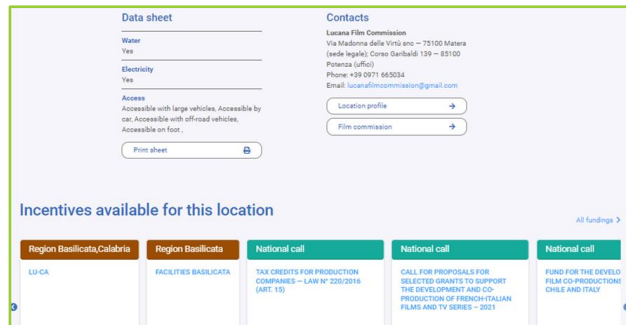 Data sheet
Water
Yes
Electricity
Yes
Access
Accessible with large vehicles, Accessible by
car, Accessible with off-road vehicles,
Accessible on foot ,
Print sheet
Contacts
Lucana Film Commission
Via Madonna delle Virtù snc – 75100 Matera
(sede legale); Corso Garibaldi 139 – 85100
Potenza (uffici)
Phone: +39 0971 665034
Email: lucanafilmcommission@gmail.com
Location profile
Film commission
Incentives available for this location
All fundings
Region Basilicata,Calabria
LU-CA
Region Basilicata
FACILITIES BASILICATA
National call
TAX CREDITS FOR PRODUCTION
COMPANIES – LAW N° 220/2016
(ART. 15)
National call
CALL FOR PROPOSALS FOR
SELECTED GRANTS TO SUPPORT
THE DEVELOPMENT AND CO-
PRODUCTION OF FRENCH-ITALIAN
FILMS AND TV SERIES – 2021
National call
FUND FOR THE DEVELO
FILM CO-PRODUCTIONS
CHILE AND ITALY